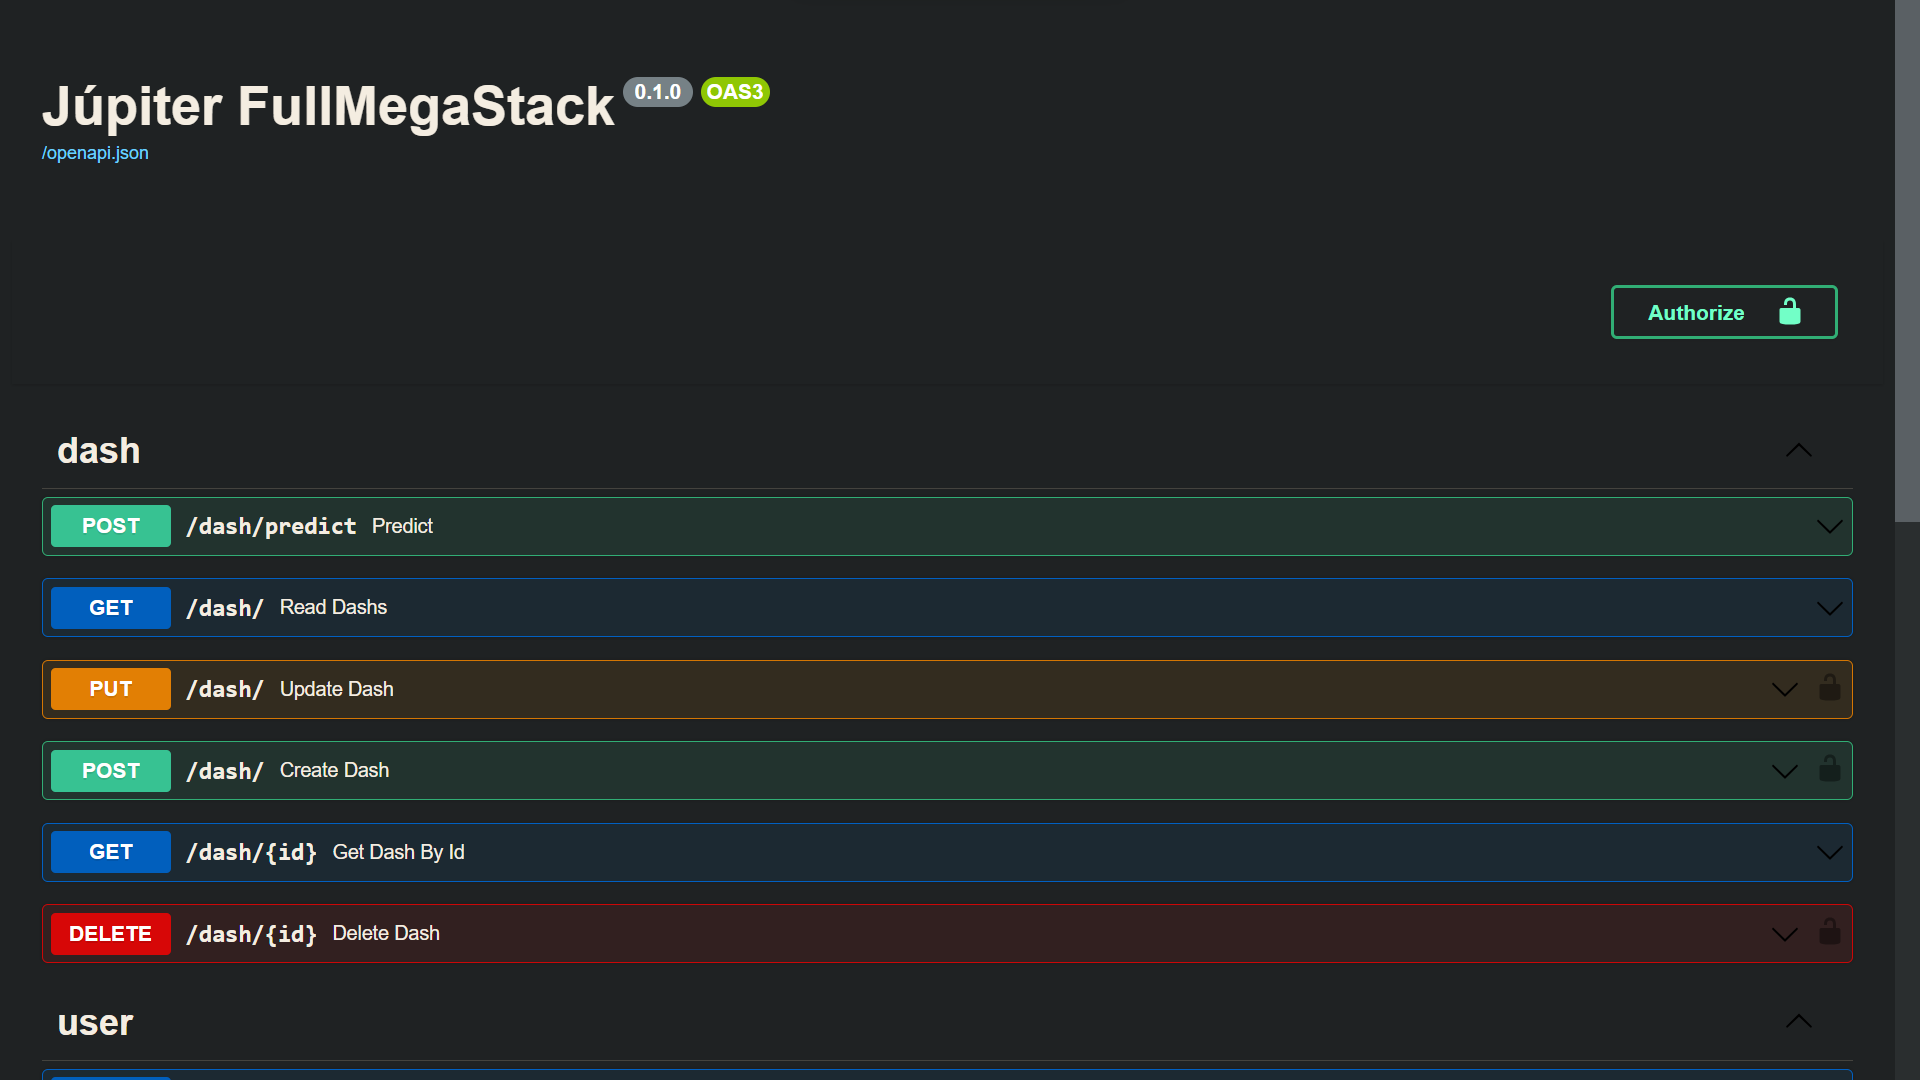 Júpiter FullMegaStack 0.1.0 OAS3
/openapi.json
Authorize
dash
POST /dash/predict Predict
GET /dash/ Read Dashs
PUT /dash/ Update Dash
POST /dash/ Create Dash
GET /dash/{id} Get Dash By Id
DELETE /dash/{id} Delete Dash
user